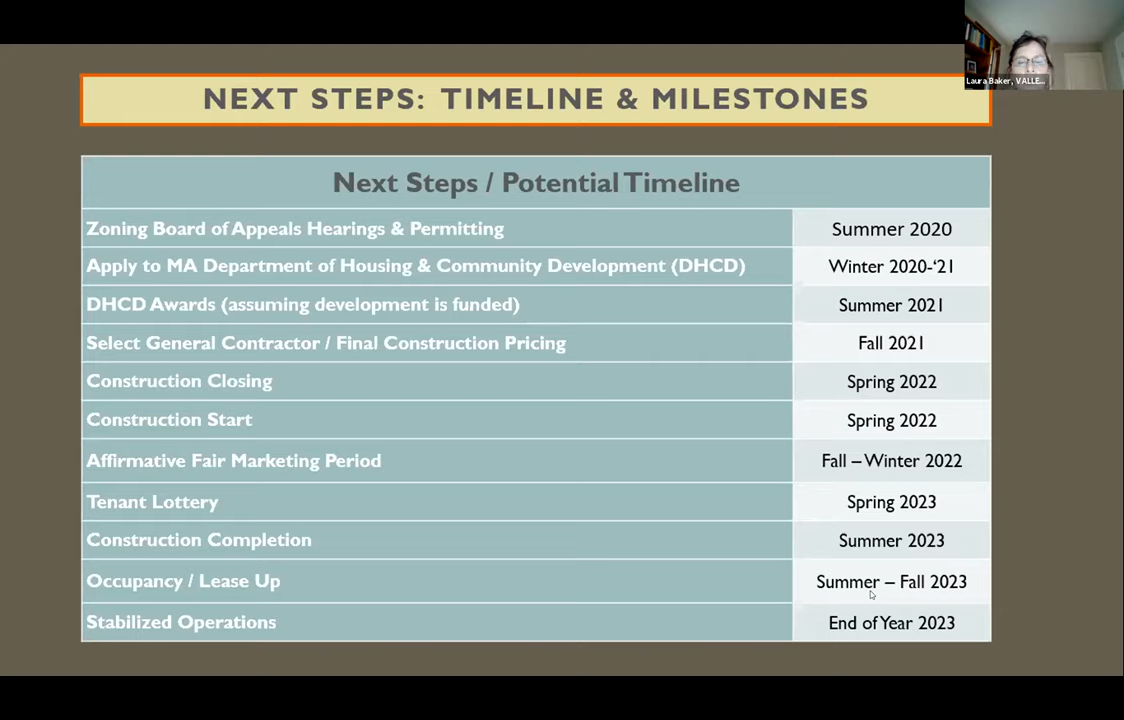 Laura Baker, VALLE...
NEXT STEPS: TIMELINE & MILESTONES
Next Steps / Potential Timeline
Zoning Board of Appeals Hearings & Permitting Summer 2020
Apply to MA Department of Housing & Community Development (DHCD) Winter 2020-‘21
DHCD Awards (assuming development is funded) Summer 2021
Select General Contractor / Final Construction Pricing Fall 2021
Construction Closing Spring 2022
Construction Start Spring 2022
Affirmative Fair Marketing Period Fall – Winter 2022
Tenant Lottery Spring 2023
Construction Completion Summer 2023
Occupancy / Lease Up Summer – Fall 2023
Stabilized Operations End of Year 2023